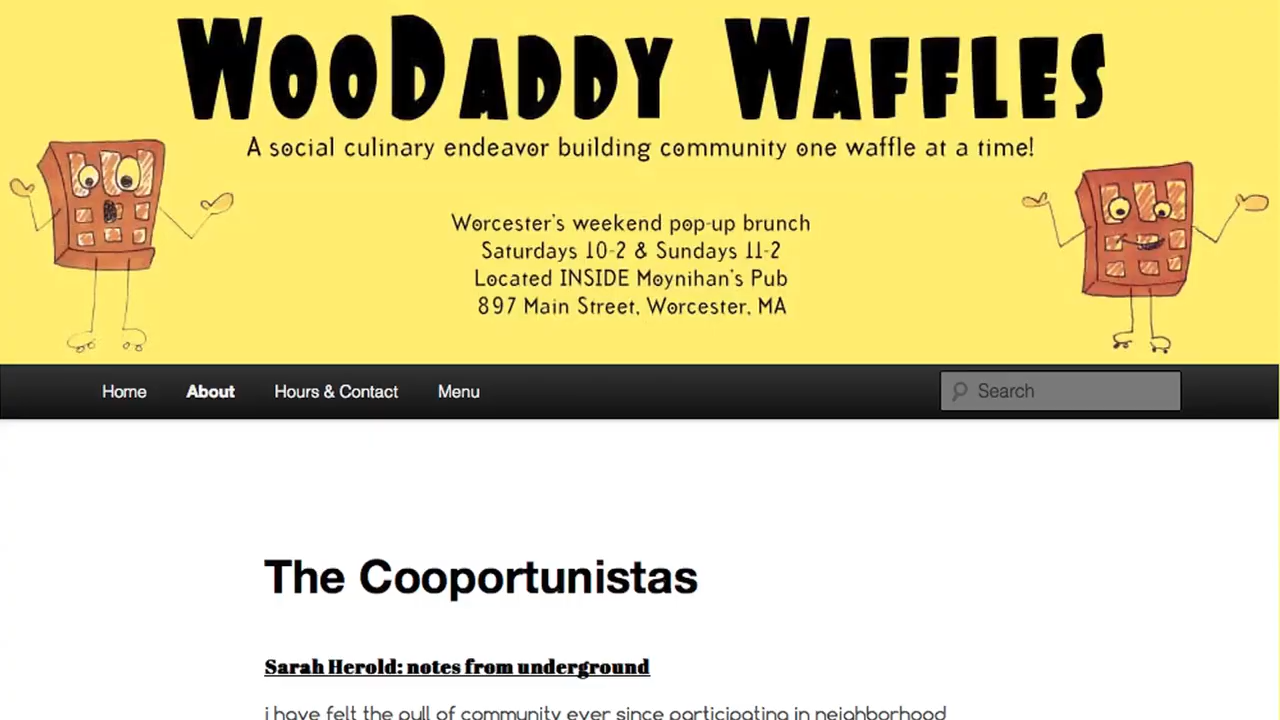 WooDaddy Waffles
A social culinary endeavor building community one waffle at a time!
Worcester's weekend pop-up brunch
Saturdays 10-2 & Sundays 11-2
Located INSIDE Moynihan's Pub
897 Main Street, Worcester, MA
Home About Hours & Contact Menu Search
The Cooportunistas
Sarah Herold: notes from underground
i have felt the pull of community ever since participating in neighborhood